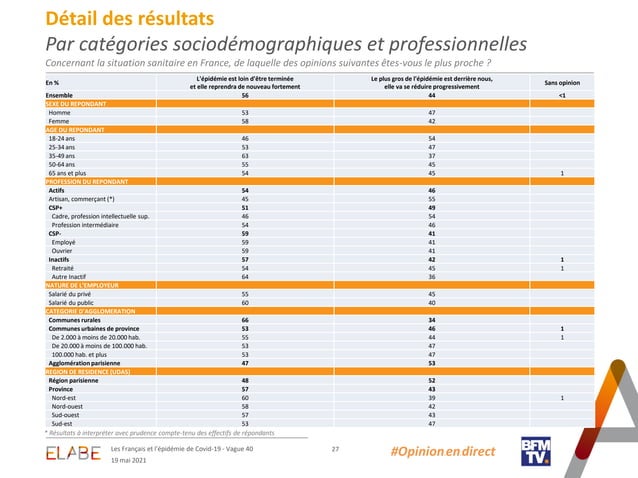 Détail des résultats
Par catégories sociodémographiques et professionnelles
Concernant la situation sanitaire en France, de laquelle des opinions suivantes êtes-vous le plus proche ?
En % L'épidémie est loin d'être terminée et elle reprendra de nouveau fortement Le plus gros de l'épidémie est derrière nous, elle va se réduire progressivement Sans opinion
Ensemble 56 44 <1
SEXE DU REPONDANT
Homme 53 47
Femme 58 42
AGE DU REPONDANT
18-24 ans 46 54
25-34 ans 53 47
35-49 ans 63 37
50-64 ans 55 45
65 ans et plus 54 45 1
PROFESSION DU REPONDANT
Actifs 54 46
Artisan, commerçant (*) 45 55
CSP+ 51 49
Cadre, profession intellectuelle sup. 46 54
Profession intermédiaire 54 46
CSP- 59 41
Employé 59 41
Ouvrier 59 41
Inactifs 57 42 1
Retraité 54 45 1
Autre Inactif 64 36
NATURE DE L'EMPLOYEUR
Salarié du privé 55 45
Salarié du public 60 40
CATEGORIE D'AGGLOMERATION
Communes rurales 66 34
Communes urbaines de province 53 46 1
De 2.000 à moins de 20.000 hab. 55 44 1
De 20.000 à moins de 100.000 hab. 53 47
100.000 hab. et plus 53 47
Agglomération parisienne 47 53
REGION DE RESIDENCE (UDA5)
Région parisienne 48 52
Province 57 43
Nord-est 60 39 1
Nord-ouest 58 42
Sud-ouest 57 43
Sud-est 53 47
* Résultats à interpréter avec prudence compte-tenu des effectifs de répondants
ELABE
Les Français et l'épidémie de Covid-19 - Vague 40
19 mai 2021
27
#Opinion en direct
BFM
TV.